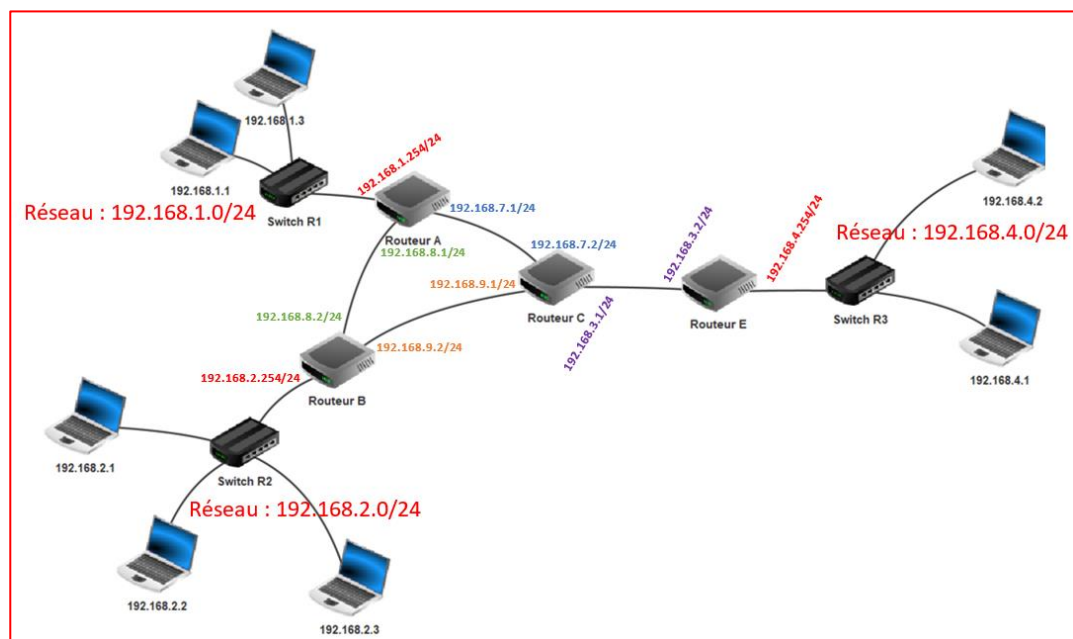 192.168.1.3
192.168.1.1
Réseau : 192.168.1.0/24
Switch R1
192.168.1.254/24
192.168.7.1/24
Routeur A
192.168.8.1/24
192.168.7.2/24
192.168.9.1/24
Routeur C
192.168.3.1/24
192.168.3.2/24
Routeur E
192.168.4.254/24
192.168.4.2
Réseau : 192.168.4.0/24
Switch R3
192.168.4.1
192.168.8.2/24
192.168.9.2/24
192.168.2.254/24
Routeur B
192.168.2.1
Switch R2
Réseau : 192.168.2.0/24
192.168.2.2
192.168.2.3